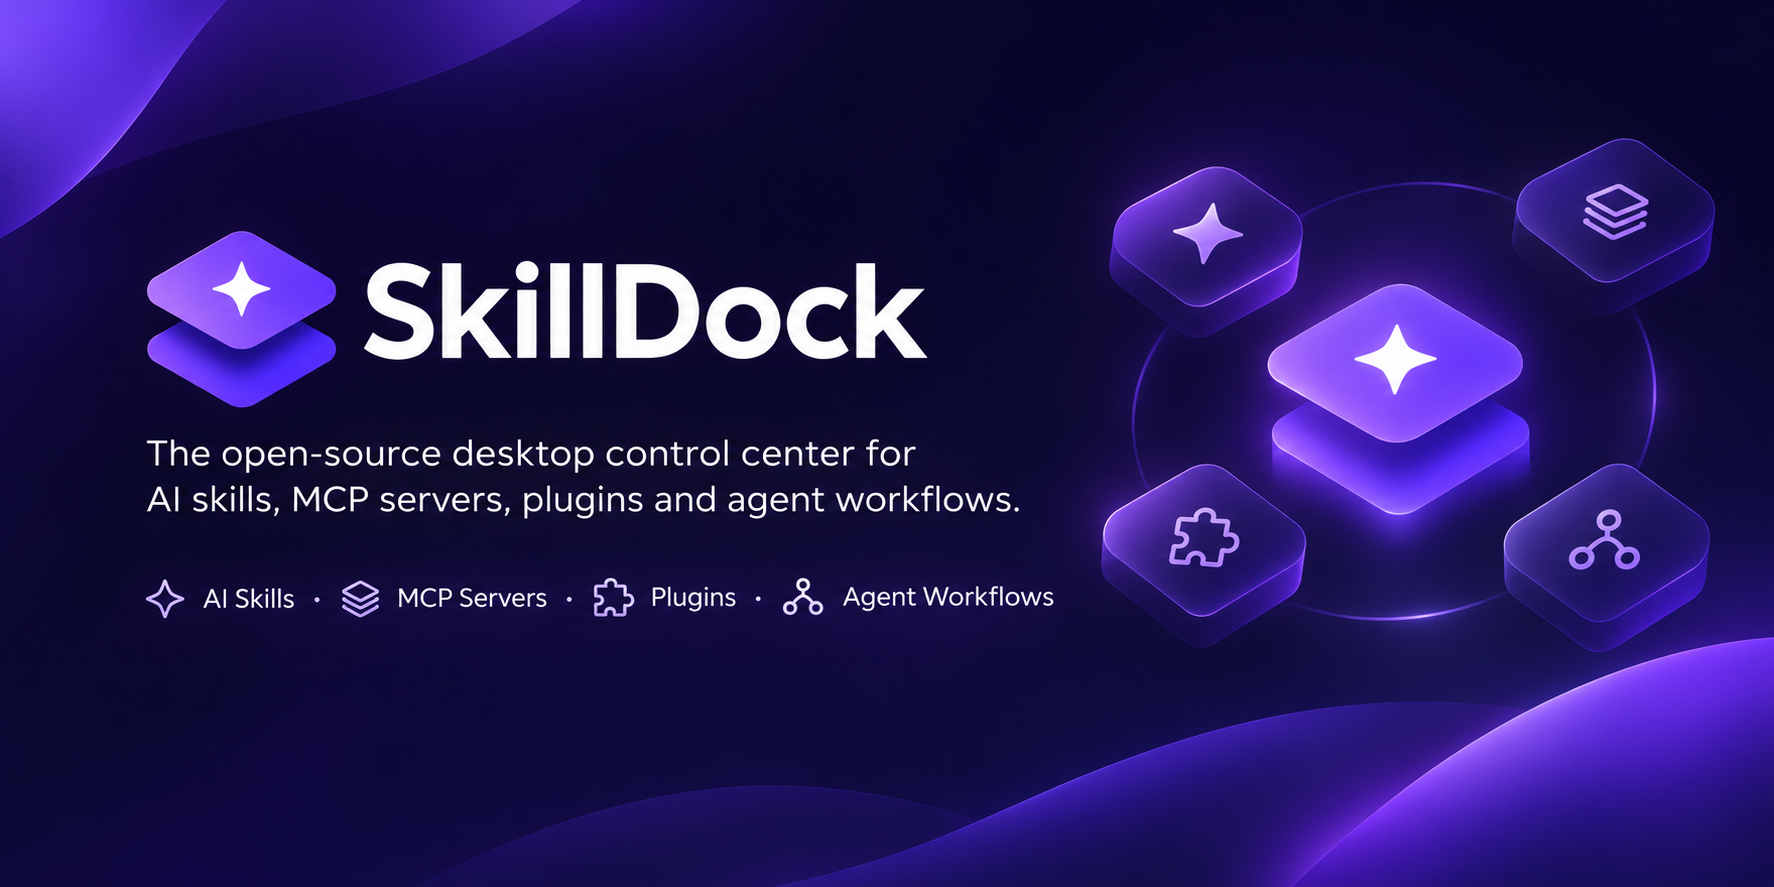 SkillDock
The open-source desktop control center for
AI skills, MCP servers, plugins and agent workflows.
AI Skills · MCP Servers · Plugins · Agent Workflows